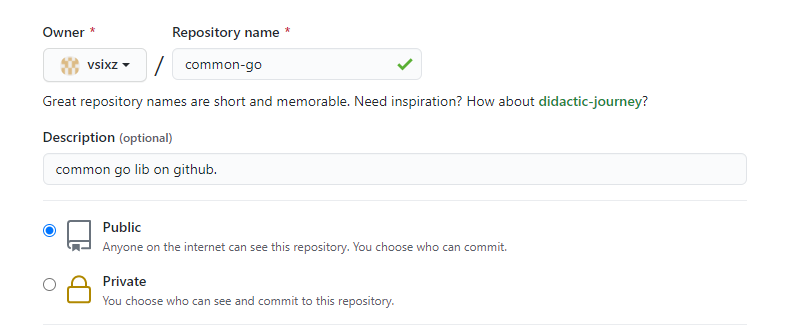 Owner * Repository name *
vsixz / common-go
Great repository names are short and memorable. Need inspiration? How about didactic-journey?
Description (optional)
common go lib on github.
Public
Anyone on the internet can see this repository. You choose who can commit.
Private
You choose who can see and commit to this repository.